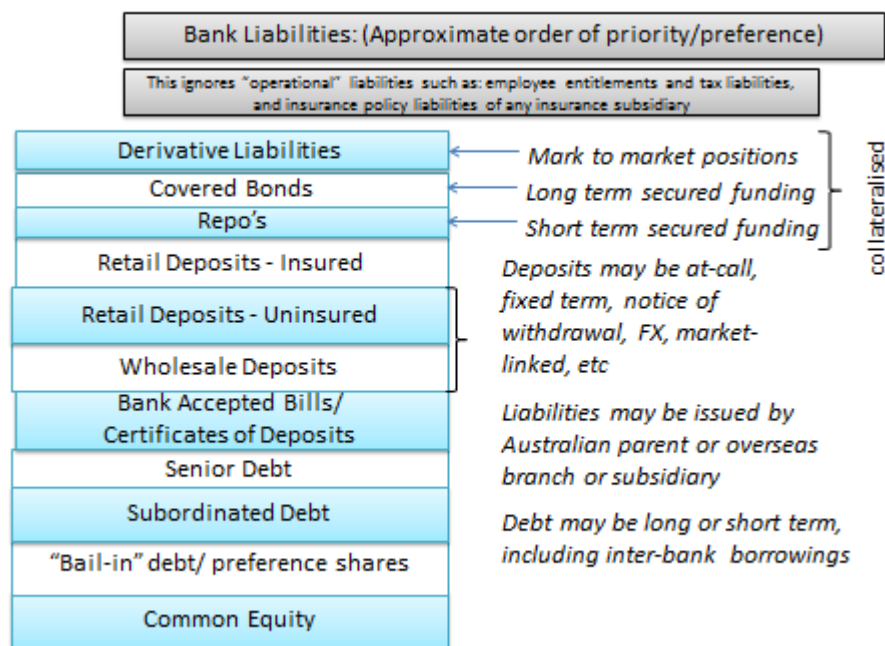 Bank Liabilities: (Approximate order of priority/preference)
This ignores “operational” liabilities such as: employee entitlements and tax liabilities,
and insurance policy liabilities of any insurance subsidiary
Derivative Liabilities
Mark to market positions
Covered Bonds
Long term secured funding
Repo’s
Short term secured funding
collateralised
Retail Deposits - Insured
Retail Deposits - Uninsured
Wholesale Deposits
Deposits may be at-call,
fixed term, notice of
withdrawal, FX, market-
linked, etc
Bank Accepted Bills/
Certificates of Deposits
Senior Debt
Liabilities may be issued by
Australian parent or overseas
branch or subsidiary
Subordinated Debt
“Bail-in” debt/ preference shares
Debt may be long or short term,
including inter-bank borrowings
Common Equity